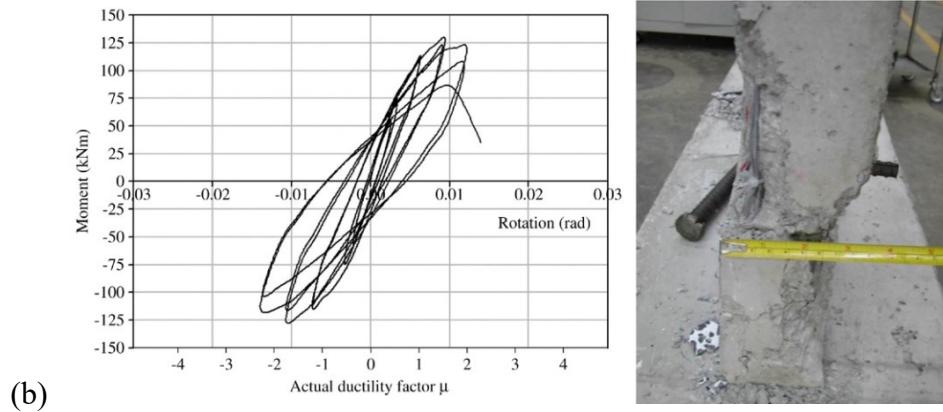 150
125
100
75
50
25
0
-25
-50
-75
-100
-125
-150
-0.03 -0.02 -0.01 0.01 0.02 0.03
Moment (kNm)
Rotation (rad)
-4 -3 -2 -1 0 1 2 3 4
Actual ductility factor μ
(b)